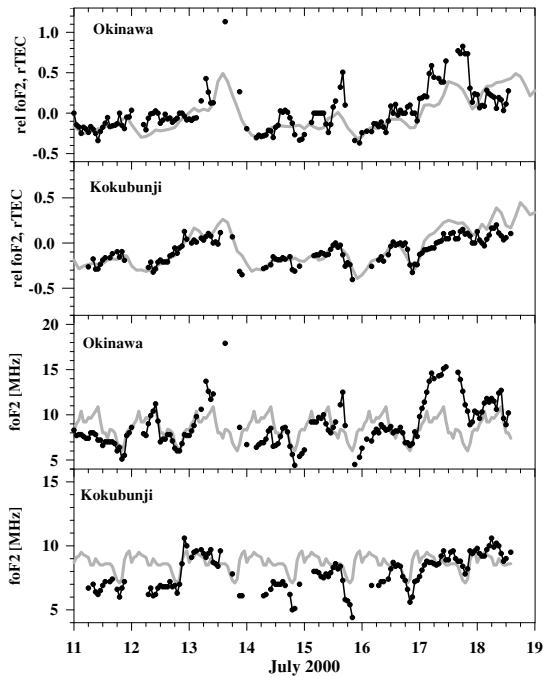 Okinawa
rel foF2, rTEC
1.0
0.5
0.0
-0.5
Kokubunji
rel foF2, rTEC
0.5
0.0
-0.5
Okinawa
foF2 [MHz]
20
15
10
5
Kokubunji
foF2 [MHz]
15
10
5
11 12 13 14 15 16 17 18 19
July 2000